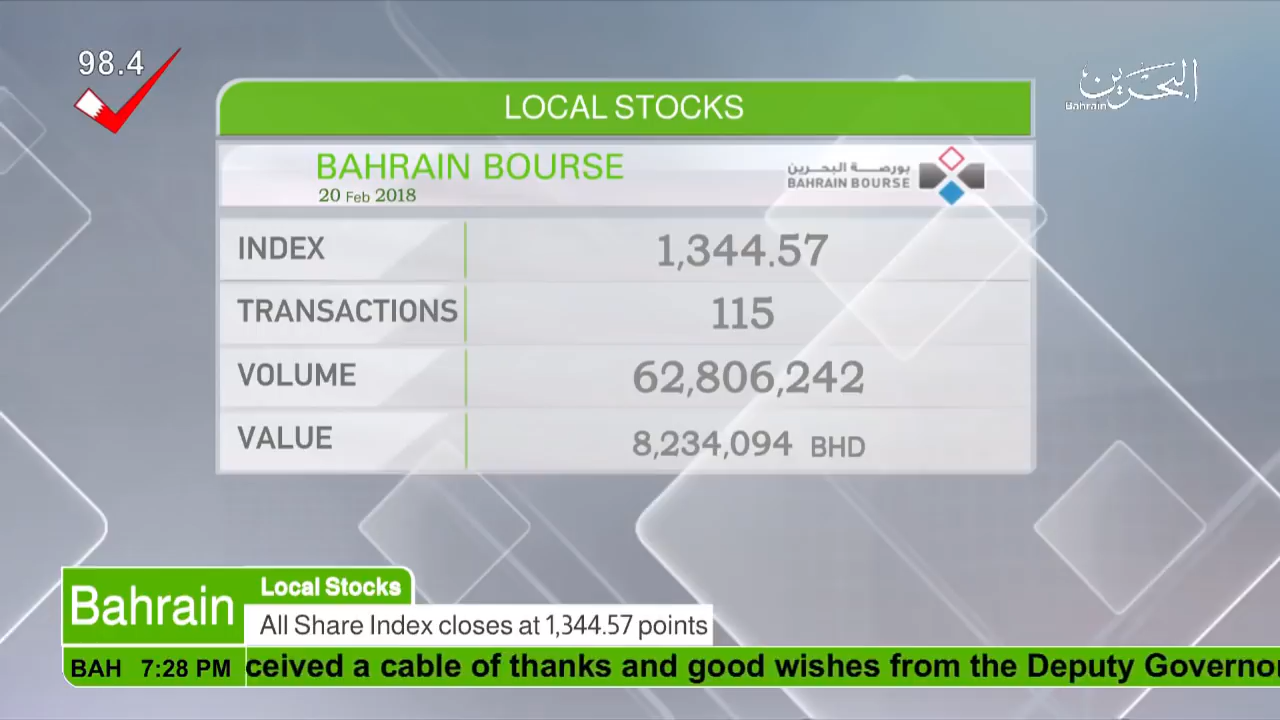 98.4
البحرين
Bahrain
LOCAL STOCKS
BAHRAIN BOURSE
20 Feb 2018
بورصة البحرين
BAHRAIN BOURSE
INDEX 1,344.57
TRANSACTIONS 115
VOLUME 62,806,242
VALUE 8,234,094 BHD
Bahrain
Local Stocks
All Share Index closes at 1,344.57 points
BAH 7:28 PM ceived a cable of thanks and good wishes from the Deputy Governor